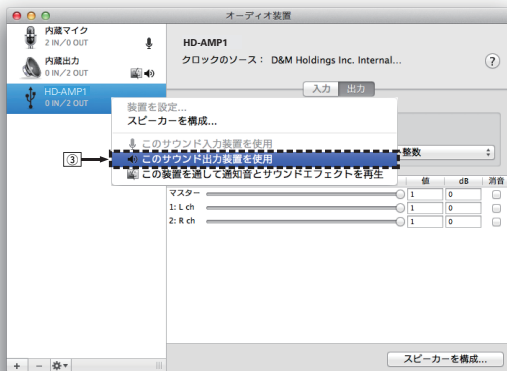 オーディオ装置
内蔵マイク
2 IN/0 OUT
内蔵出力
0 IN/2 OUT
HD-AMP1
0 IN/2 OUT
HD-AMP1
クロックのソース： D&M Holdings Inc. Internal...
?
入力 出力
装置を設定...
スピーカーを構成...
このサウンド入力装置を使用
③ このサウンド出力装置を使用
この装置を通して通知音とサウンドエフェクトを再生
整数
値 dB 消音
マスター 1 0
1: L ch 1 0
2: R ch 1 0
スピーカーを構成...